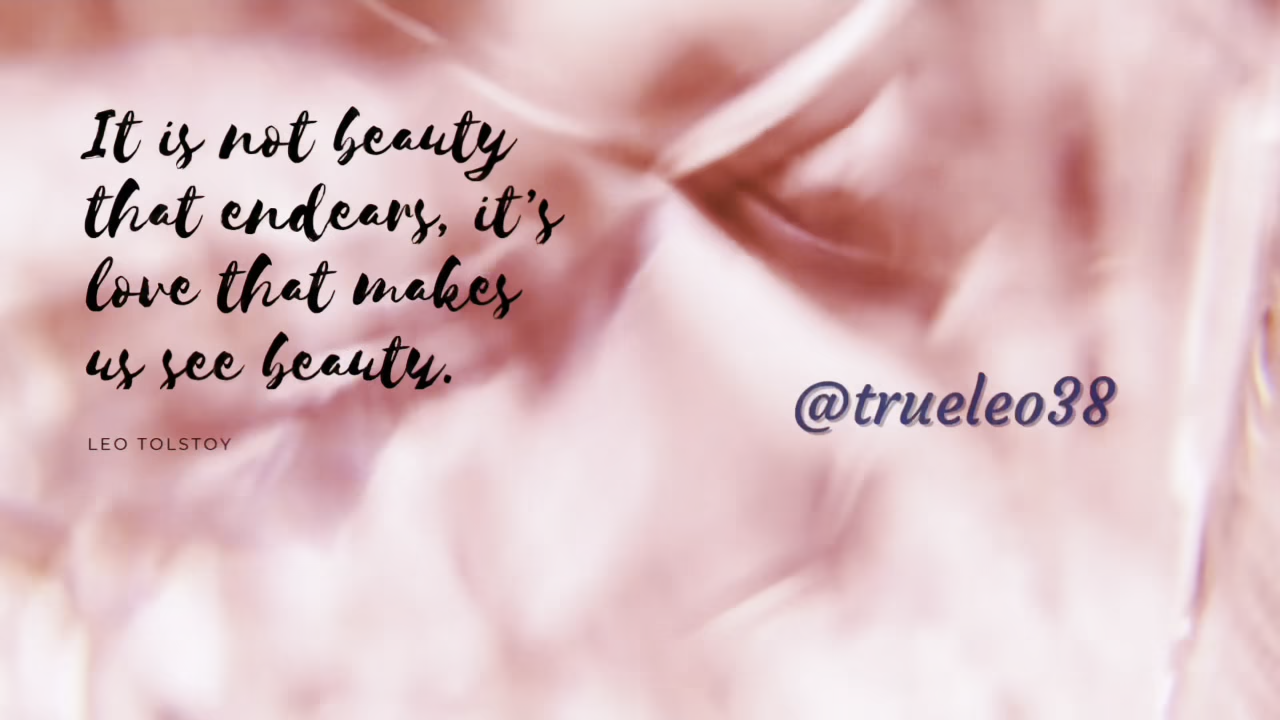 It is not beauty
that endears, it's
love that makes
us see beauty.
LEO TOLSTOY
@trueleo38